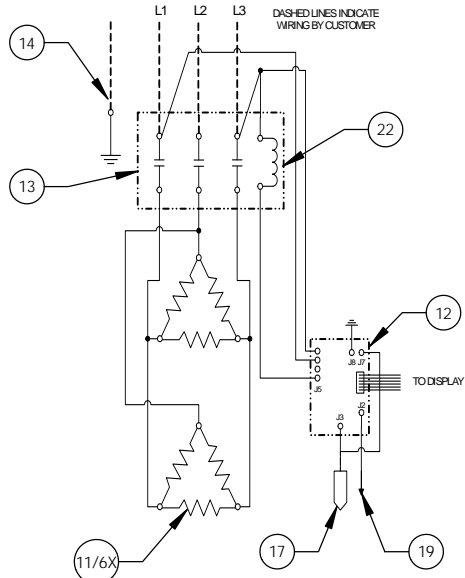 L1 L2 L3
DASHED LINES INDICATE
WIRING BY CUSTOMER
14
22
13
12
J8 J7
J5
TO DISPLAY
J2
J3
11/6X
17
19